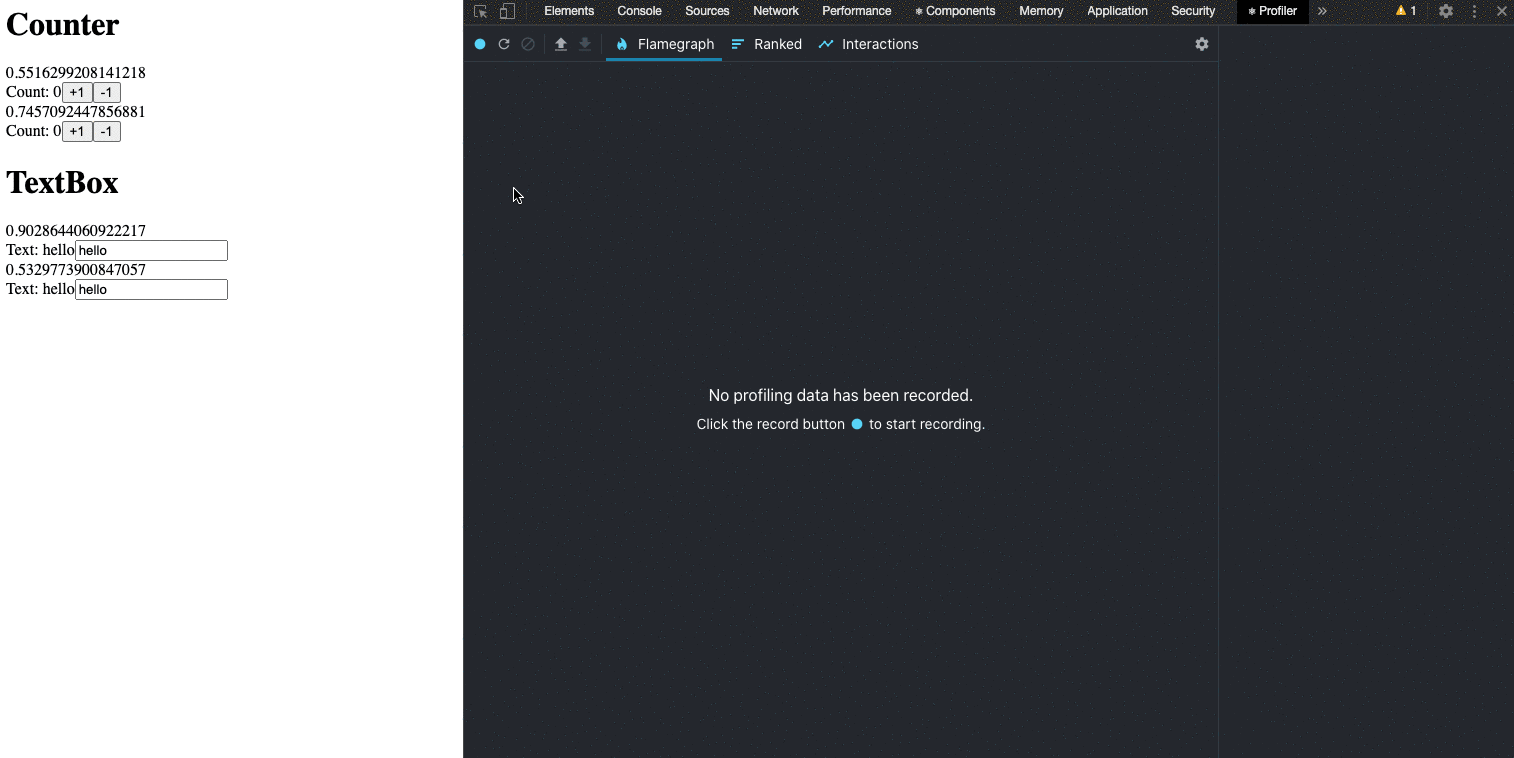 Counter
0.5516299208141218
Count: 0 +1 -1
0.7457092447856881
Count: 0 +1 -1
TextBox
0.9028644060922217
Text: hello hello
0.5329773900847057
Text: hello hello
Elements Console Sources Network Performance Components Memory Application Security Profiler » 1
Flamegraph Ranked Interactions
No profiling data has been recorded.
Click the record button to start recording.